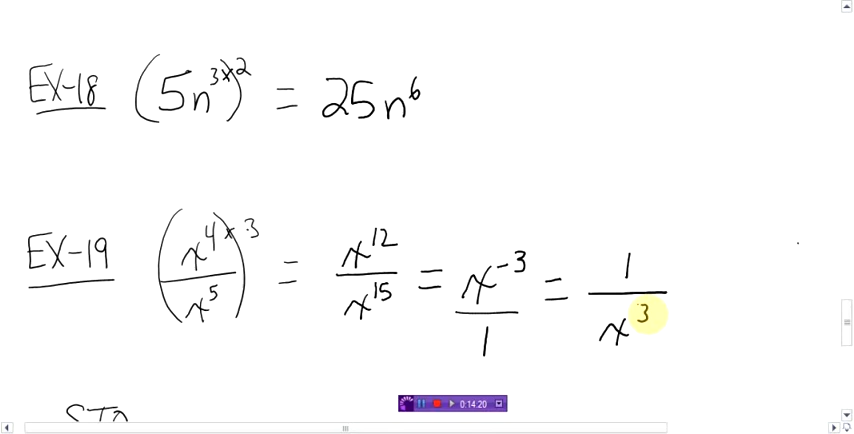 EX-18 (5n^3×)^2 = 25n^6
EX-19 (x^4/x^5)^×3 = x^12/x^15 = x^-3/1 = 1/x^3
0:14:20